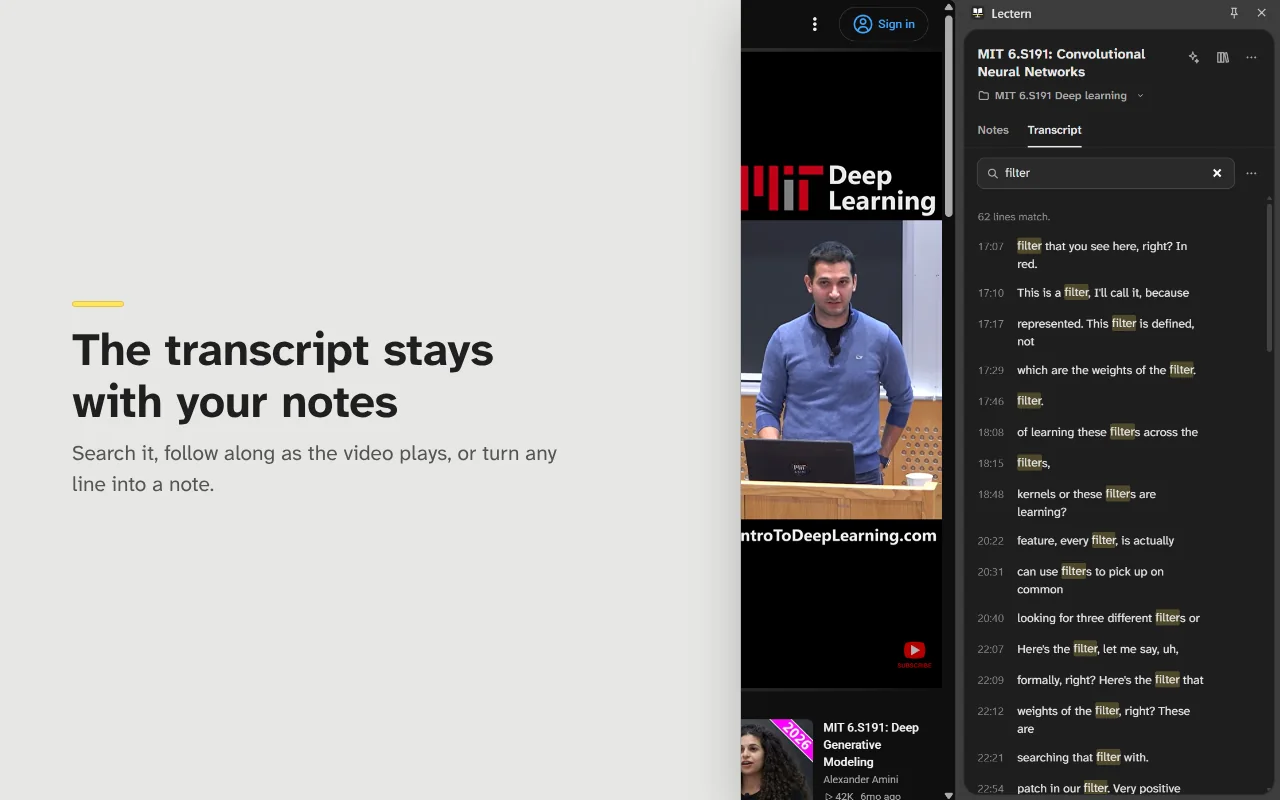 The transcript stays
with your notes
Search it, follow along as the video plays, or turn any
line into a note.
Sign in
MIT Deep
Learning
ntroToDeepLearning.com
SUBSCRIBE
2026
MIT 6.S191: Deep
Generative
Modeling
Alexander Amini
42K 6mo ago
Lectern
MIT 6.S191: Convolutional
Neural Networks
MIT 6.S191 Deep learning
Notes Transcript
filter
62 lines match.
17:07 filter that you see here, right? In
red.
17:10 This is a filter, I'll call it, because
17:17 represented. This filter is defined,
not
17:29 which are the weights of the filter.
17:46 filter.
18:08 of learning these filters across the
18:15 filters,
18:48 kernels or these filters are
learning?
20:22 feature, every filter, is actually
20:31 can use filters to pick up on
common
20:40 looking for three different filters or
22:07 Here's the filter, let me say, uh,
22:09 formally, right? Here's the filter that
22:12 weights of the filter, right? These
are
22:21 searching that filter with.
22:54 patch in our filter. Very positive